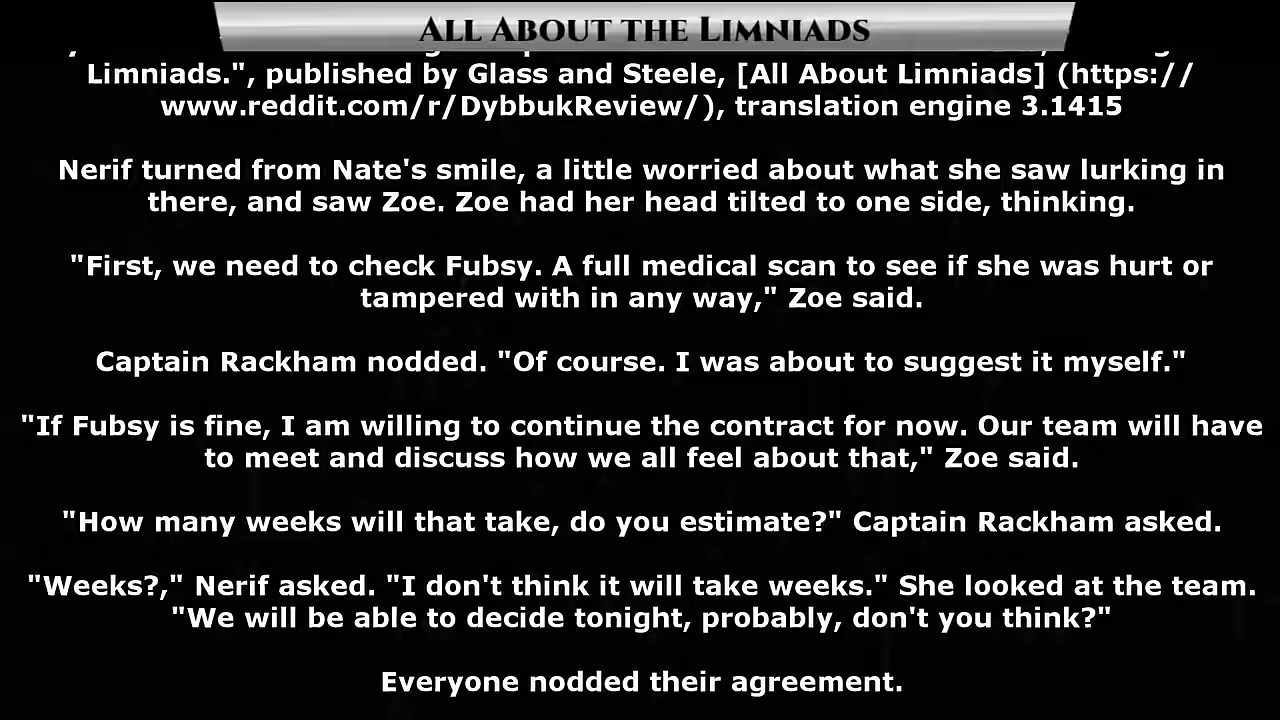 All About the Limniads
Limniads.", published by Glass and Steele, [All About Limniads] (https://
www.reddit.com/r/DybbukReview/), translation engine 3.1415
Nerif turned from Nate's smile, a little worried about what she saw lurking in
there, and saw Zoe. Zoe had her head tilted to one side, thinking.
"First, we need to check Fubsy. A full medical scan to see if she was hurt or
tampered with in any way," Zoe said.
Captain Rackham nodded. "Of course. I was about to suggest it myself."
"If Fubsy is fine, I am willing to continue the contract for now. Our team will have
to meet and discuss how we all feel about that," Zoe said.
"How many weeks will that take, do you estimate?" Captain Rackham asked.
"Weeks?," Nerif asked. "I don't think it will take weeks." She looked at the team.
"We will be able to decide tonight, probably, don't you think?"
Everyone nodded their agreement.